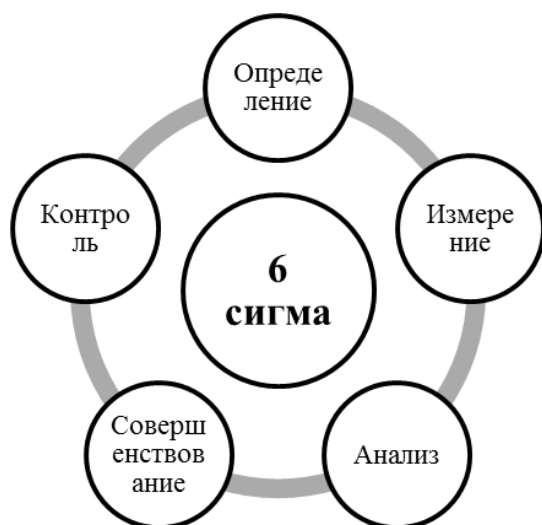 Опреде
ление
Измере
ние
Анализ
Соверш
енствов
ание
Контро
ль
6
сигма